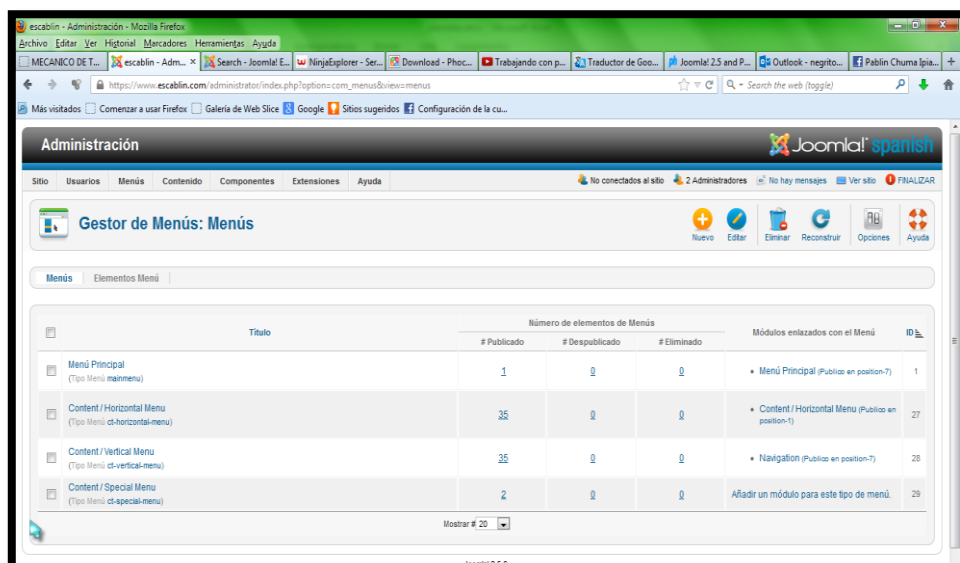 escablin - Administración - Mozilla Firefox
Archivo Editar Ver Historial Marcadores Herramientas Ayuda
MECANICO DE T... escablin - Adm... Search - Joomla! E... NinjaExplorer - Ser... Download - Phoc... Trabajando con p... Traductor de Goo... Joomla! 2.5 and P... Outlook - negrito... Pablin Chuma Ipia...
https://www.escablin.com/administrator/index.php?option=com_menus&view=menus Search the web (toggle)
Más visitados Comenzar a usar Firefox Galería de Web Slice Google Sitios sugeridos Configuración de la cu...
Administración Joomla! spanish
Sitio Usuarios Menús Contenido Componentes Extensiones Ayuda No conectados al sitio 2 Administradores No hay mensajes Ver sitio FINALIZAR
Gestor de Menús: Menús
Nuevo Editar Eliminar Reconstruir Opciones Ayuda
Menús Elementos Menú
Título Número de elementos de Menús Módulos enlazados con el Menú ID
# Publicado # Despublicado # Eliminado
Menú Principal 1 0 0 Menú Principal (Publico en position-7) 1
(Tipo Menú mainmenu)
Content / Horizontal Menu 35 0 0 Content / Horizontal Menu (Publico en position-1) 27
(Tipo Menú ct-horizontal-menu)
Content / Vertical Menu 35 0 0 Navigation (Publico en position-7) 28
(Tipo Menú ct-vertical-menu)
Content / Special Menu 2 0 0 Añadir un módulo para este tipo de menú. 29
(Tipo Menú ct-special-menu)
Mostrar # 20